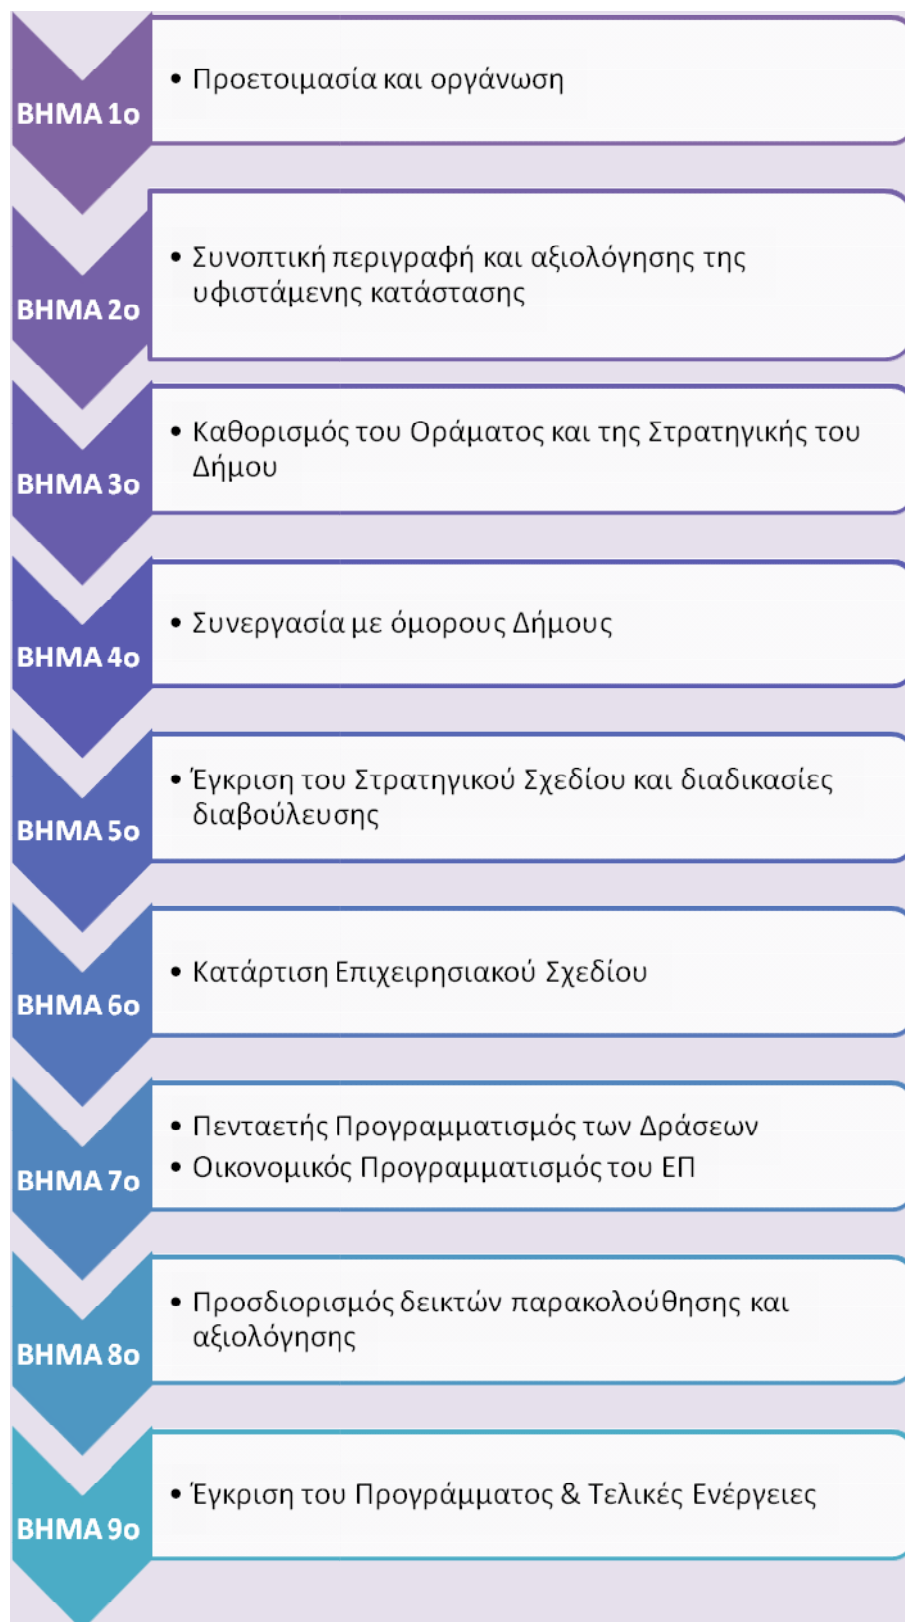 ΒΗΜΑ 1ο
• Προετοιμασία και οργάνωση
ΒΗΜΑ 2ο
• Συνοπτική περιγραφή και αξιολόγησης της
υφιστάμενης κατάστασης
ΒΗΜΑ 3ο
• Καθορισμός του Οράματος και της Στρατηγικής του
Δήμου
ΒΗΜΑ 4ο
• Συνεργασία με όμορους Δήμους
ΒΗΜΑ 5ο
• Έγκριση του Στρατηγικού Σχεδίου και διαδικασίες
διαβούλευσης
ΒΗΜΑ 6ο
• Κατάρτιση Επιχειρησιακού Σχεδίου
ΒΗΜΑ 7ο
• Πενταετής Προγραμματισμός των Δράσεων
• Οικονομικός Προγραμματισμός του ΕΠ
ΒΗΜΑ 8ο
• Προσδιορισμός δεικτών παρακολούθησης και
αξιολόγησης
ΒΗΜΑ 9ο
• Έγκριση του Προγράμματος & Τελικές Ενέργειες